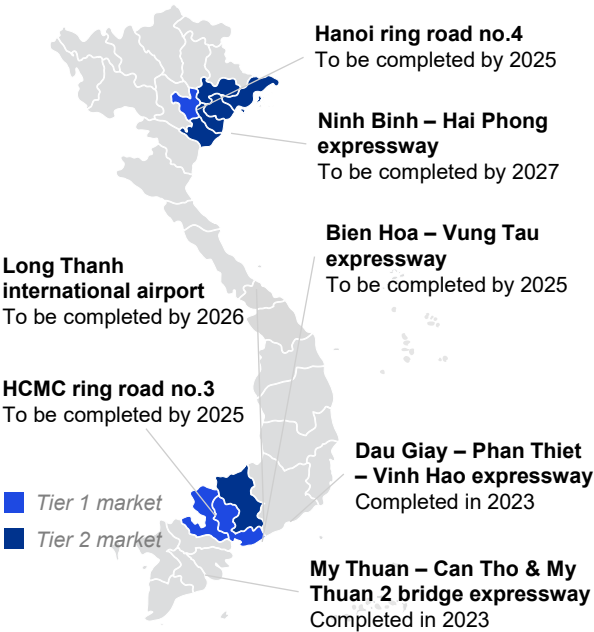 Hanoi ring road no.4
To be completed by 2025
Ninh Binh – Hai Phong
expressway
To be completed by 2027
Bien Hoa – Vung Tau
expressway
To be completed by 2025
Long Thanh
international airport
To be completed by 2026
HCMC ring road no.3
To be completed by 2025
Dau Giay – Phan Thiet
– Vinh Hao expressway
Completed in 2023
Tier 1 market
Tier 2 market
My Thuan – Can Tho & My
Thuan 2 bridge expressway
Completed in 2023